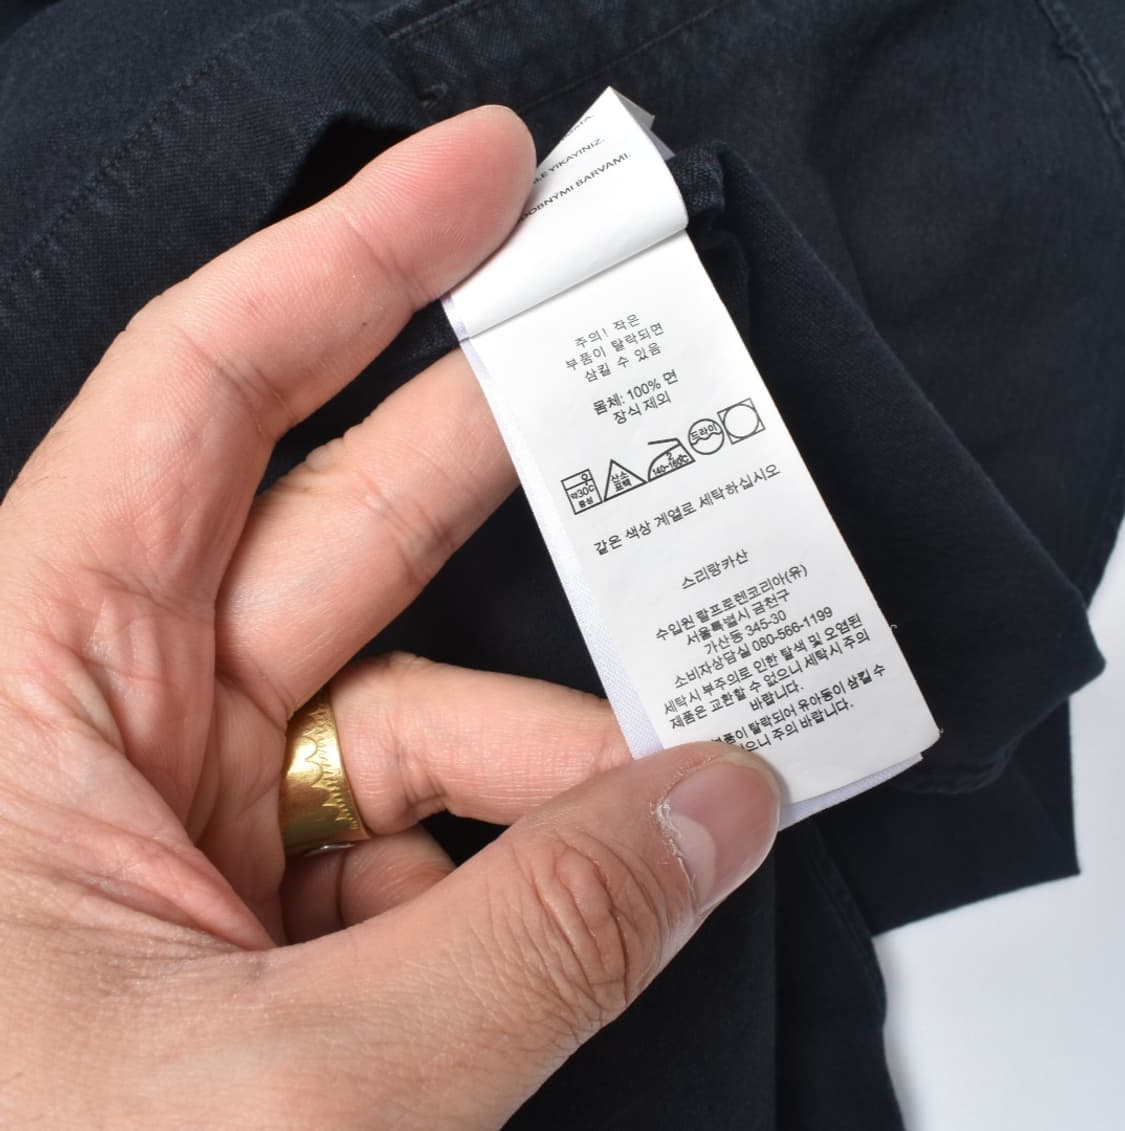 LE YIKAYINIZ.
DOBNÝMI BARVAMI.
주의! 작은
부품이 탈락되면
삼킬 수 있음
몸체: 100% 면
장식 제외
약30℃
중성
산소
표백
140~160℃
드라이
같은 색상 계열로 세탁하십시오
스리랑카산
수입원 랄프로렌코리아(유)
서울특별시 금천구
가산동 345-30
소비자상담실 080-566-1199
세탁시 부주의로 인한 탈색 및 오염된
제품은 교환할 수 없으니 세탁시 주의
바랍니다.
부품이 탈락되어 유아동이 삼킬 수
있으니 주의 바랍니다.